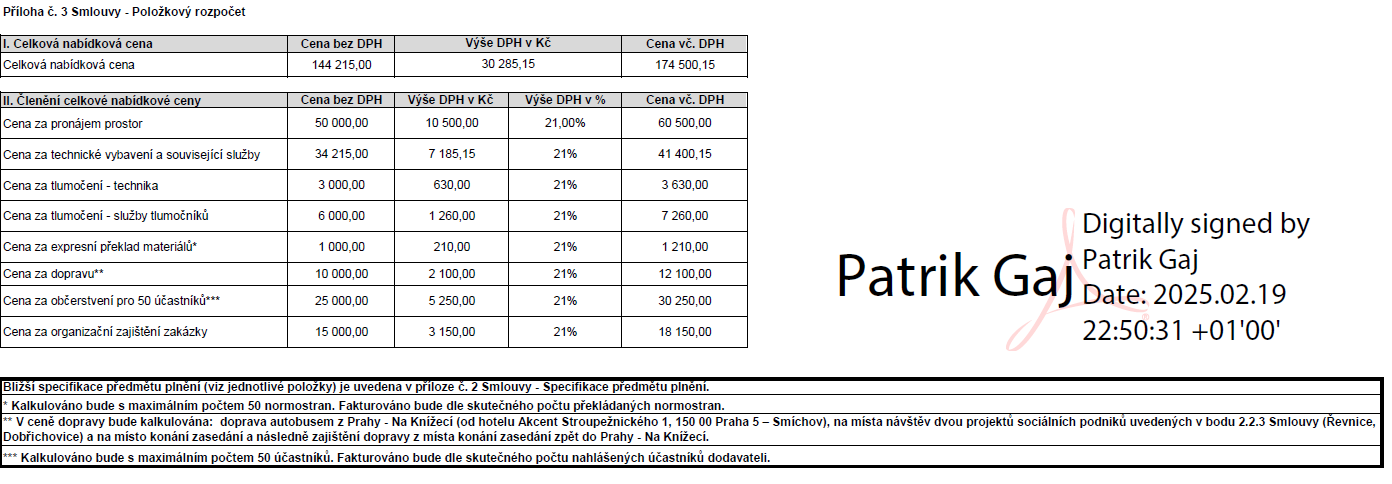 Příloha č. 3 Smlouvy - Položkový rozpočet
I. Celková nabídková cena Cena bez DPH Výše DPH v Kč Cena vč. DPH
Celková nabídková cena 144 215,00 30 285,15 174 500,15
II. Členění celkové nabídkové ceny Cena bez DPH Výše DPH v Kč Výše DPH v % Cena vč. DPH
Cena za pronájem prostor 50 000,00 10 500,00 21,00% 60 500,00
Cena za technické vybavení a související služby 34 215,00 7 185,15 21% 41 400,15
Cena za tlumočení - technika 3 000,00 630,00 21% 3 630,00
Cena za tlumočení - služby tlumočníků 6 000,00 1 260,00 21% 7 260,00
Cena za expresní překlad materiálů* 1 000,00 210,00 21% 1 210,00
Cena za dopravu** 10 000,00 2 100,00 21% 12 100,00
Cena za občerstvení pro 50 účastníků*** 25 000,00 5 250,00 21% 30 250,00
Cena za organizační zajištění zakázky 15 000,00 3 150,00 21% 18 150,00
Patrik Gaj
Digitally signed by
Patrik Gaj
Date: 2025.02.19
22:50:31 +01'00'
Bližší specifikace předmětu plnění (viz jednotlivé položky) je uvedena v příloze č. 2 Smlouvy - Specifikace předmětu plnění.
* Kalkulováno bude s maximálním počtem 50 normostran. Fakturováno bude dle skutečného počtu překládaných normostran.
** V ceně dopravy bude kalkulována: doprava autobusem z Prahy - Na Knížecí (od hotelu Akcent Stroupežnického 1, 150 00 Praha 5 – Smíchov), na místa návštěv dvou projektů sociálních podniků uvedených v bodu 2.2.3 Smlouvy (Řevnice,
Dobřichovice) a na místo konání zasedání a následně zajištění dopravy z místa konání zasedání zpět do Prahy - Na Knížecí.
*** Kalkulováno bude s maximálním počtem 50 účastníků. Fakturováno bude dle skutečného počtu nahlášených účastníků dodavateli.